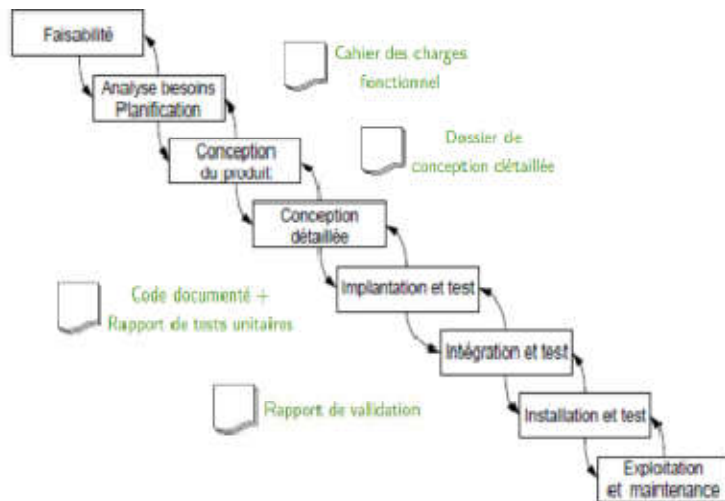 Faisabilité
Cahier des charges
fonctionnel
Analyse besoins
Planification
Dossier de
conception détaillée
Conception
du produit
Conception
détaillée
Code documenté +
Rapport de tests unitaires
Implantation et test
Intégration et test
Rapport de validation
Installation et test
Exploitation
et maintenance